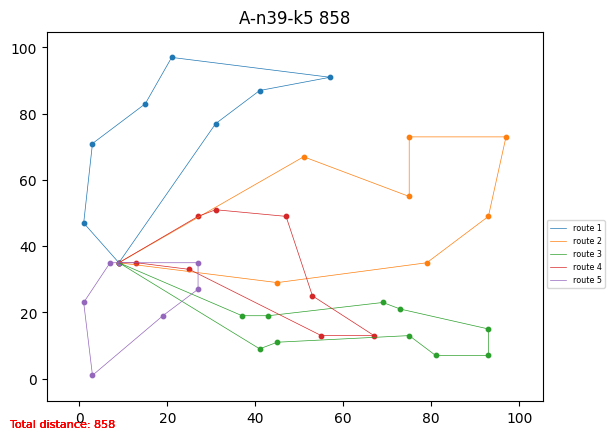 A-n39-k5 858
100
80
60
40
20
0
0 20 40 60 80 100
route 1
route 2
route 3
route 4
route 5
Total distance: 858